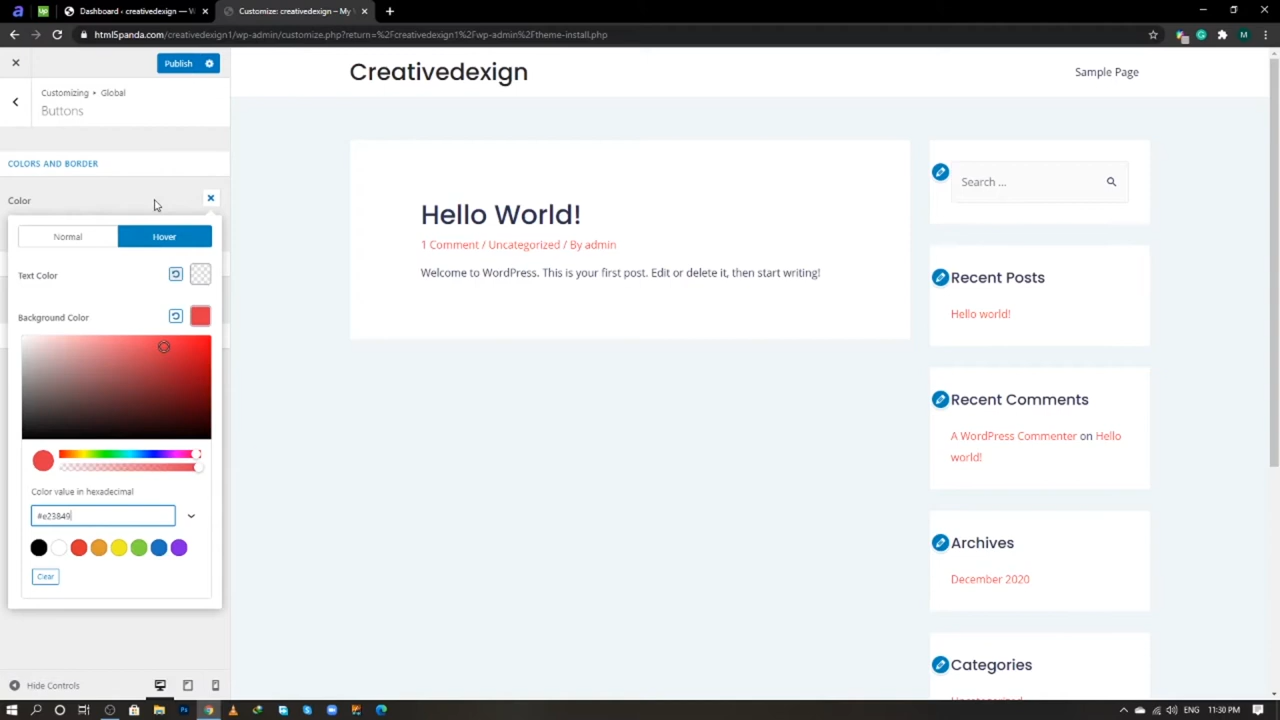 Dashboard ‹ creativedexign — W
Customize: creativedexign – My
html5panda.com/creativedexign1/wp-admin/customize.php?return=%2Fcreativedexign1%2Fwp-admin%2Ftheme-install.php
M
Publish
Customizing ▸ Global
Buttons
COLORS AND BORDER
Color
Normal
Hover
Text Color
Background Color
Color value in hexadecimal
#e23849
Clear
Hide Controls
Creativedexign
Sample Page
Hello World!
1 Comment / Uncategorized / By admin
Welcome to WordPress. This is your first post. Edit or delete it, then start writing!
Search ...
Recent Posts
Hello world!
Recent Comments
A WordPress Commenter on Hello
world!
Archives
December 2020
Categories
Uncategorized
ENG
11:30 PM